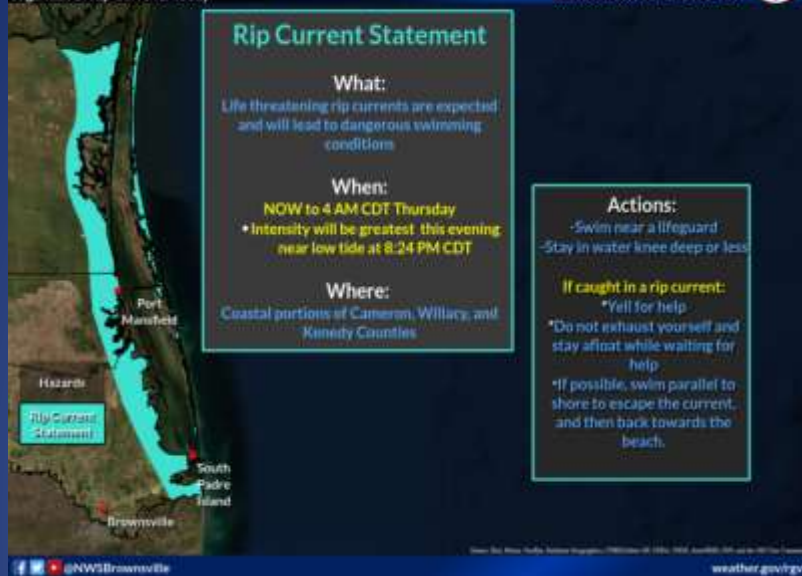 Rip Current Statement
What:
Life threatening rip currents are expected
and will lead to dangerous swimming
conditions
When:
NOW to 4 AM CDT Thursday
• Intensity will be greatest this evening
near low tide at 8:24 PM CDT
Where:
Coastal portions of Cameron, Willacy, and
Kenedy Counties
Actions:
-Swim near a lifeguard
-Stay in water knee deep or less
If caught in a rip current:
*Yell for help
*Do not exhaust yourself and
stay afloat while waiting for
help
*If possible, swim parallel to
shore to escape the current,
and then back towards the
beach.
Port
Mansfield
Hazards
Rip Current
Statement
South
Padre
Island
Brownsville
@NWSBrownsville
weather.gov/rgv